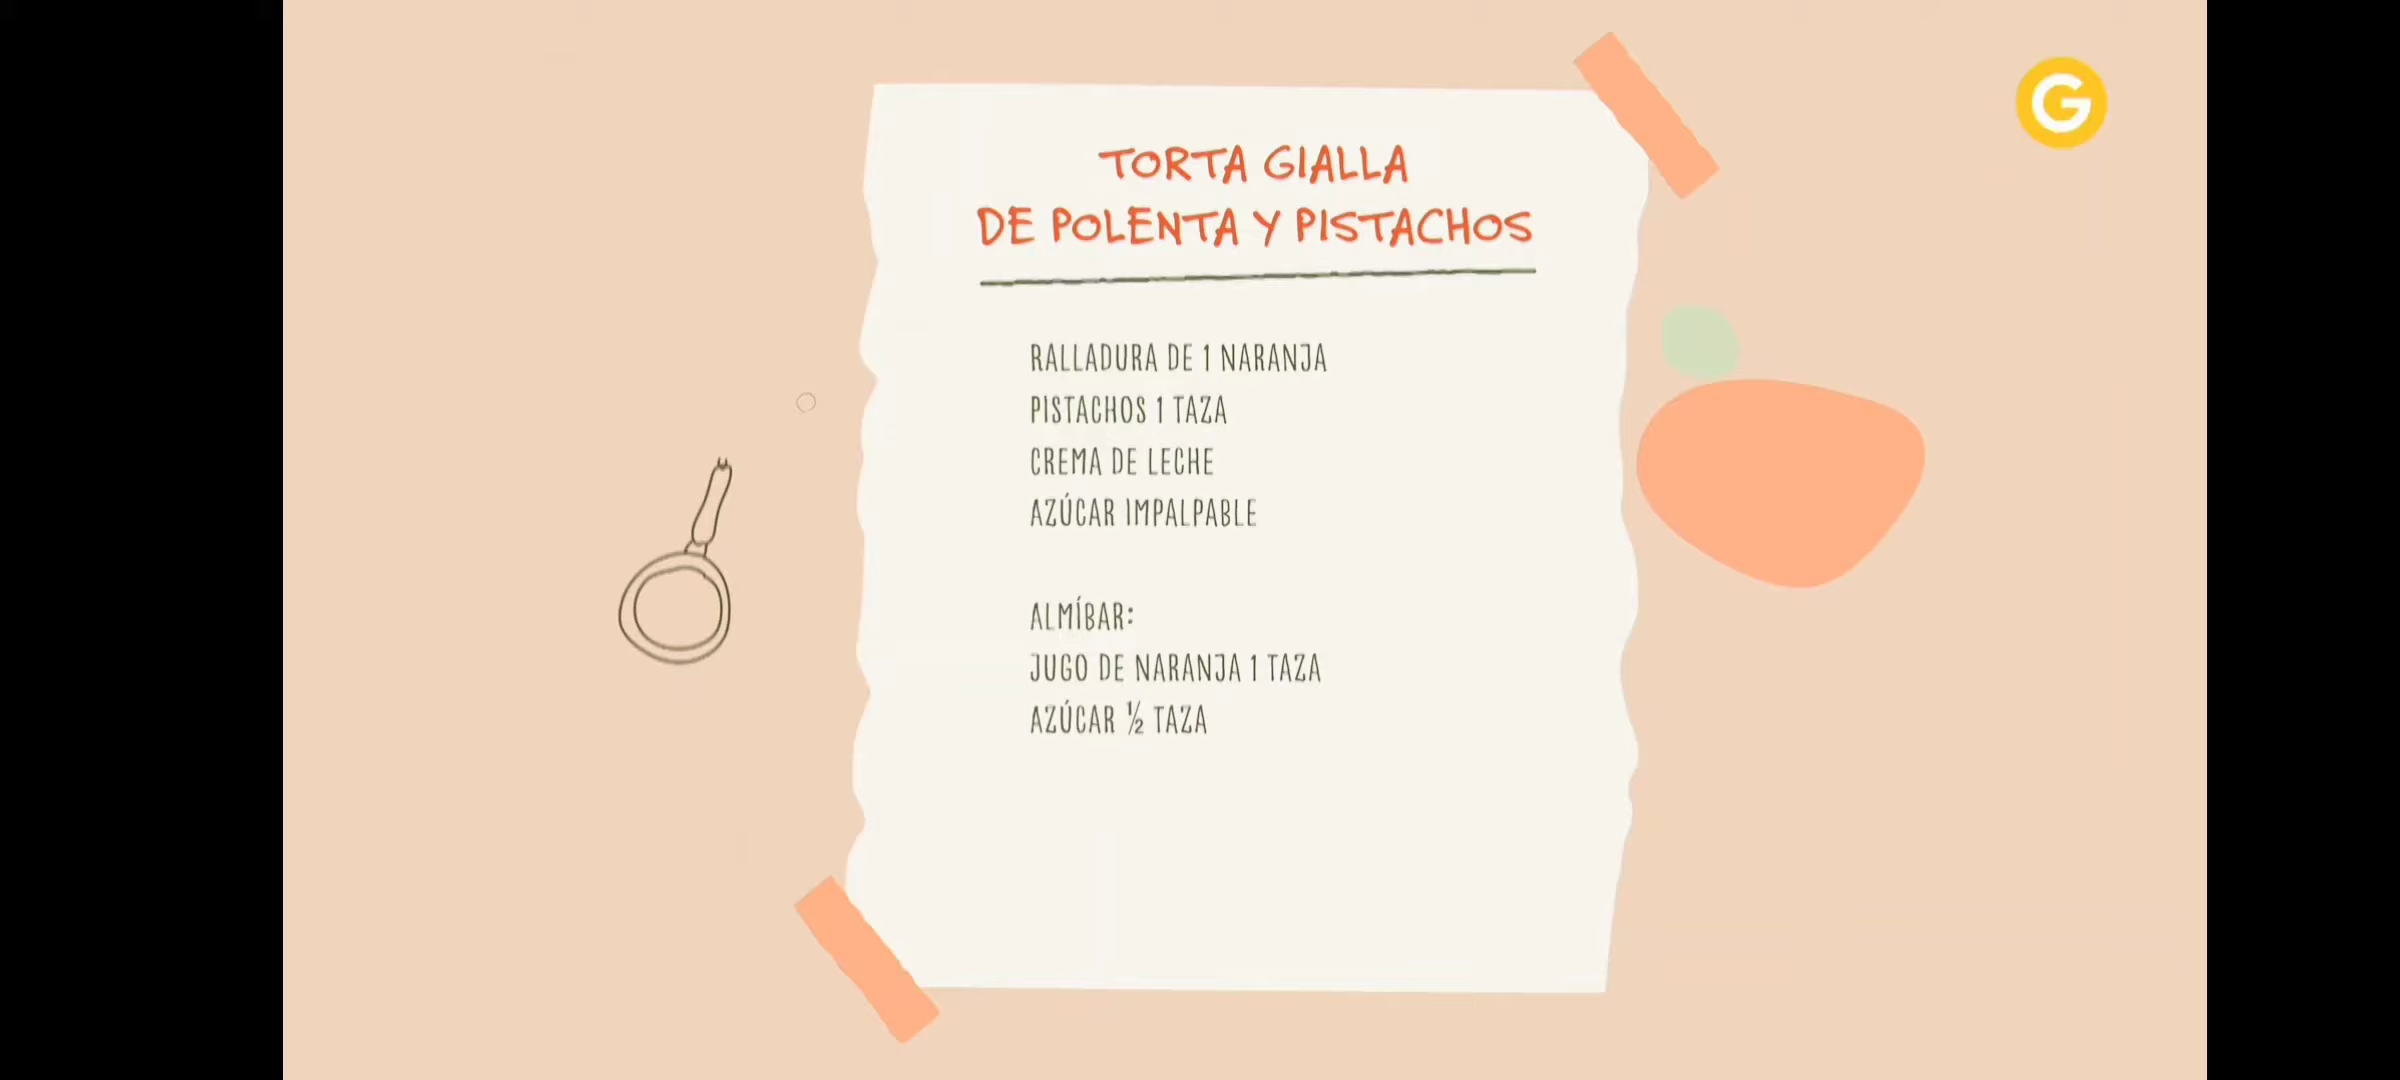 TORTA GIALLA
DE POLENTA Y PISTACHOS
RALLADURA DE 1 NARANJA
PISTACHOS 1 TAZA
CREMA DE LECHE
AZÚCAR IMPALPABLE
ALMÍBAR:
JUGO DE NARANJA 1 TAZA
AZÚCAR ½ TAZA
G